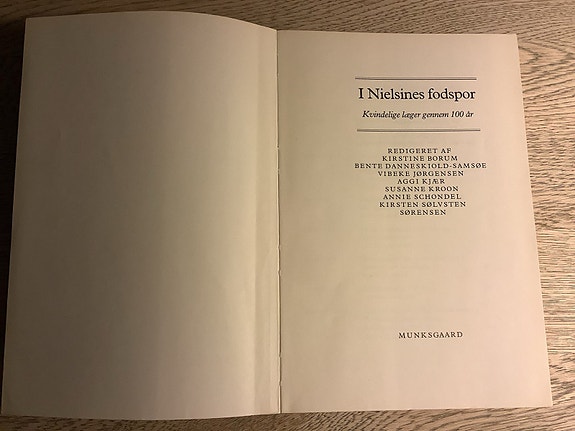 I Nielsines fodspor
Kvindelige læger gennem 100 år
REDIGERET AF
KIRSTINE BORUM
BENTE DANNESKIOLD-SAMSØE
VIBEKE JØRGENSEN
AGGI KJÆR
SUSANNE KROON
ANNIE SCHONDEL
KIRSTEN SØLVSTEN
SØRENSEN
MUNKSGAARD